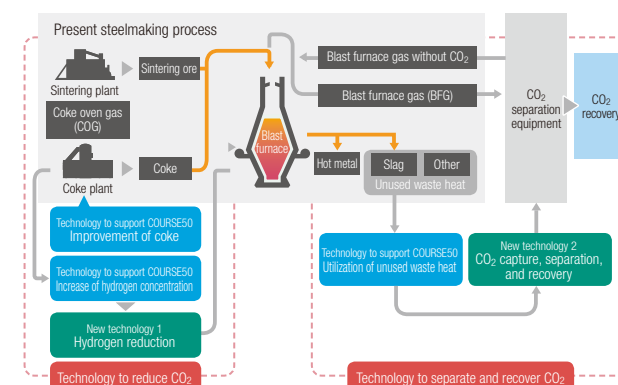 Present steelmaking process
Sintering plant
Sintering ore
Coke oven gas
(COG)
Coke plant
Coke
Blast
furnace
Blast furnace gas without CO₂
Blast furnace gas (BFG)
Hot metal
Slag
Other
Unused waste heat
CO₂
separation
equipment
CO₂
recovery
Technology to support COURSE50
Improvement of coke
Technology to support COURSE50
Increase of hydrogen concentration
New technology 1
Hydrogen reduction
Technology to support COURSE50
Utilization of unused waste heat
New technology 2
CO₂ capture, separation,
and recovery
Technology to reduce CO₂
Technology to separate and recover CO₂